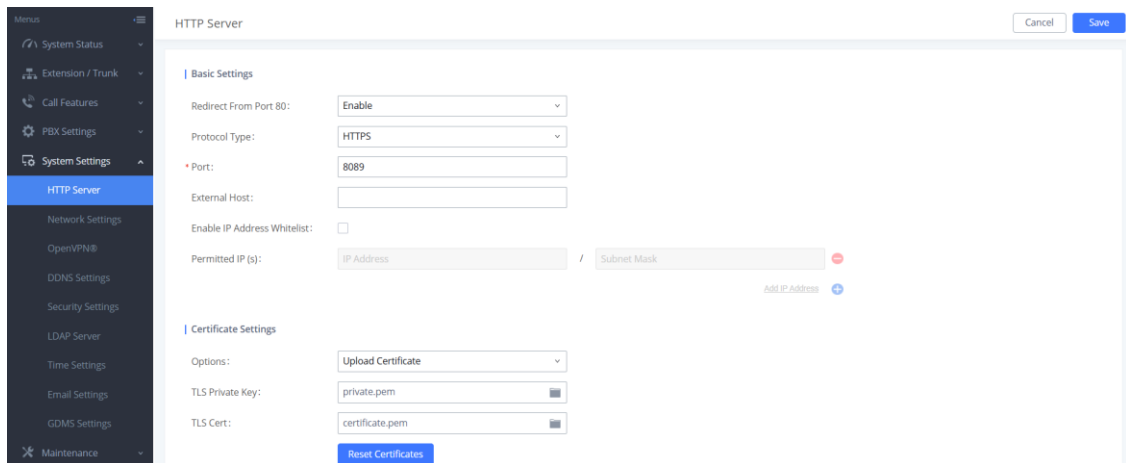 Menus
System Status
Extension / Trunk
Call Features
PBX Settings
System Settings
HTTP Server
Network Settings
OpenVPN®
DDNS Settings
Security Settings
LDAP Server
Time Settings
Email Settings
GDMS Settings
Maintenance
HTTP Server
Cancel
Save
Basic Settings
Redirect From Port 80: Enable
Protocol Type: HTTPS
* Port: 8089
External Host:
Enable IP Address Whitelist:
Permitted IP (s): IP Address / Subnet Mask
Add IP Address
Certificate Settings
Options: Upload Certificate
TLS Private Key: private.pem
TLS Cert: certificate.pem
Reset Certificates